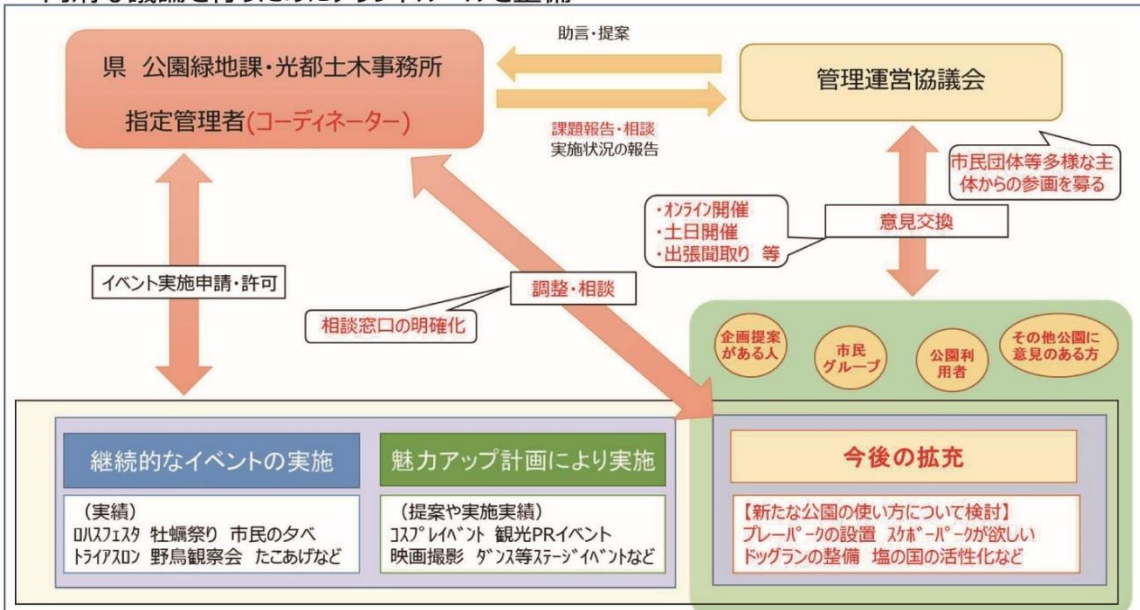 県 公園緑地課・光都土木事務所
指定管理者(コーディネーター)
助言・提案
課題報告・相談
実施状況の報告
管理運営協議会
市民団体等多様な主
体からの参画を募る
・オンライン開催
・土日開催
・出張聞取り 等
意見交換
イベント実施申請・許可
調整・相談
相談窓口の明確化
企画提案
がある人
市民
グループ
公園利
用者
その他公園に
意見のある方
継続的なイベントの実施
(実績)
ロハスフェスタ 牡蠣祭り 市民の夕べ
トライアスロン 野鳥観察会 たこあげなど
魅力アップ計画により実施
(提案や実施実績)
コスプレイベント 観光PRイベント
映画撮影 ダンス等ステージイベントなど
今後の拡充
【新たな公園の使い方について検討】
プレーパークの設置 スケボーパークが欲しい
ドッグランの整備 塩の国の活性化など